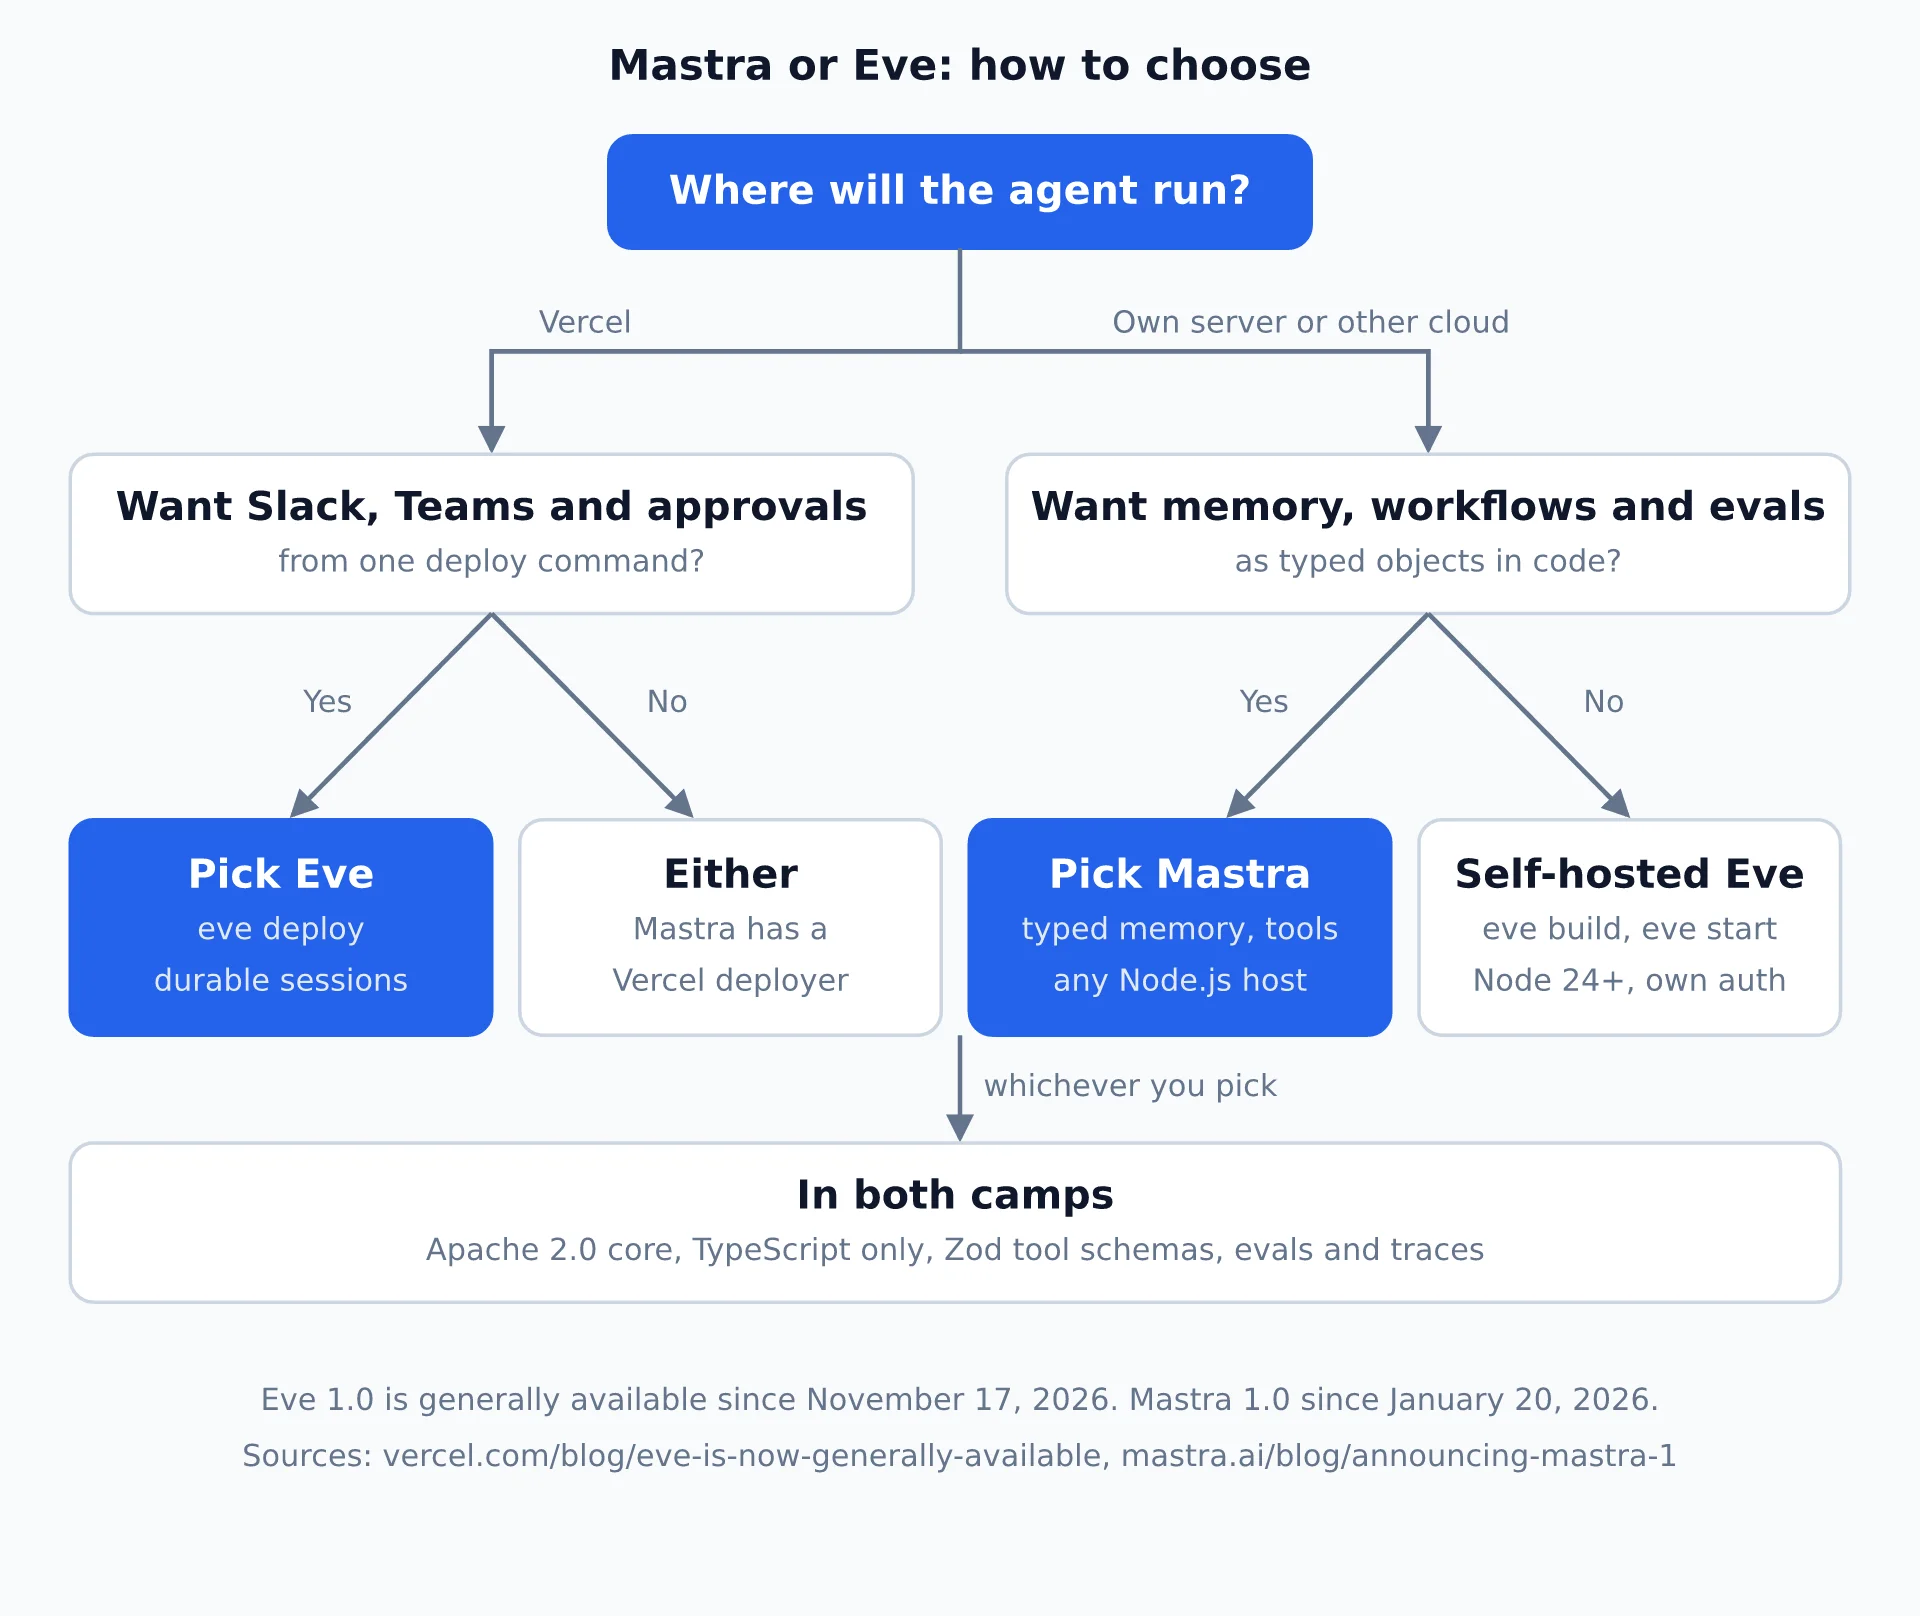 Mastra or Eve: how to choose
Where will the agent run?
Vercel
Own server or other cloud
Want Slack, Teams and approvals
from one deploy command?
Want memory, workflows and evals
as typed objects in code?
Yes
No
Yes
No
Pick Eve
eve deploy
durable sessions
Either
Mastra has a
Vercel deployer
Pick Mastra
typed memory, tools
any Node.js host
Self-hosted Eve
eve build, eve start
Node 24+, own auth
whichever you pick
In both camps
Apache 2.0 core, TypeScript only, Zod tool schemas, evals and traces
Eve 1.0 is generally available since November 17, 2026. Mastra 1.0 since January 20, 2026.
Sources: vercel.com/blog/eve-is-now-generally-available, mastra.ai/blog/announcing-mastra-1